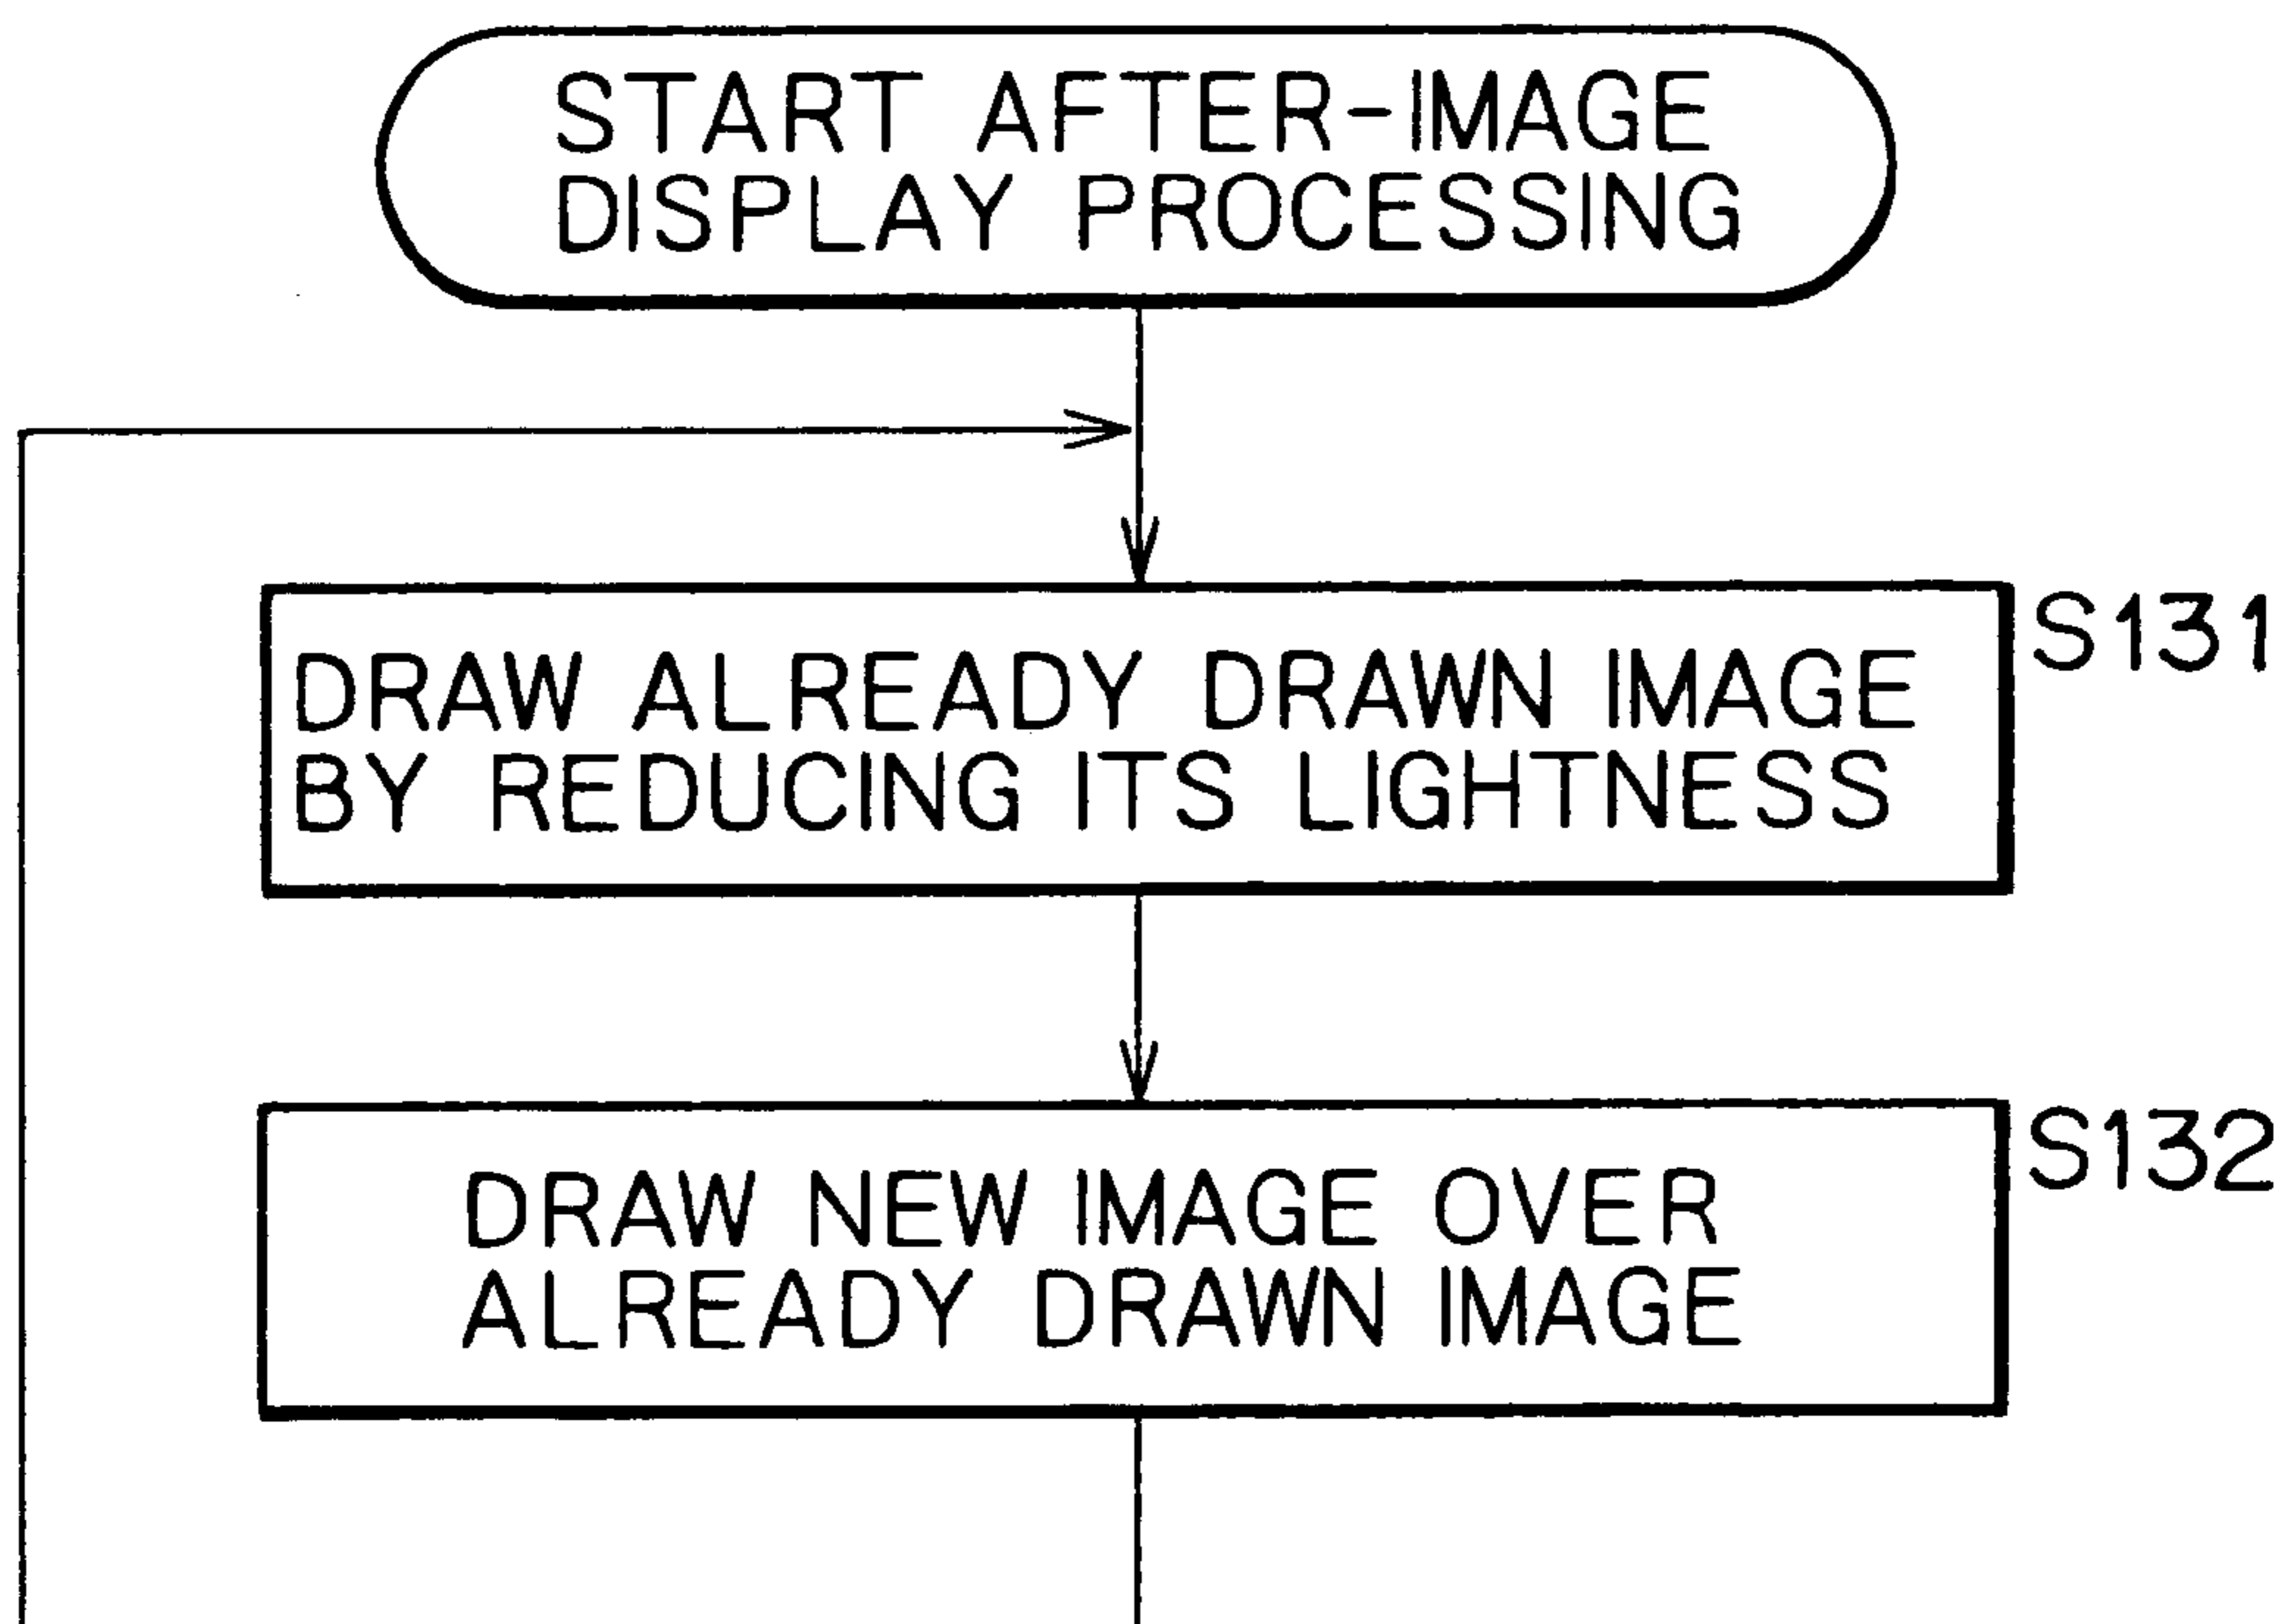 START AFTER-IMAGE
DISPLAY PROCESSING
S131
DRAW ALREADY DRAWN IMAGE
BY REDUCING ITS LIGHTNESS
S132
DRAW NEW IMAGE OVER
ALREADY DRAWN IMAGE